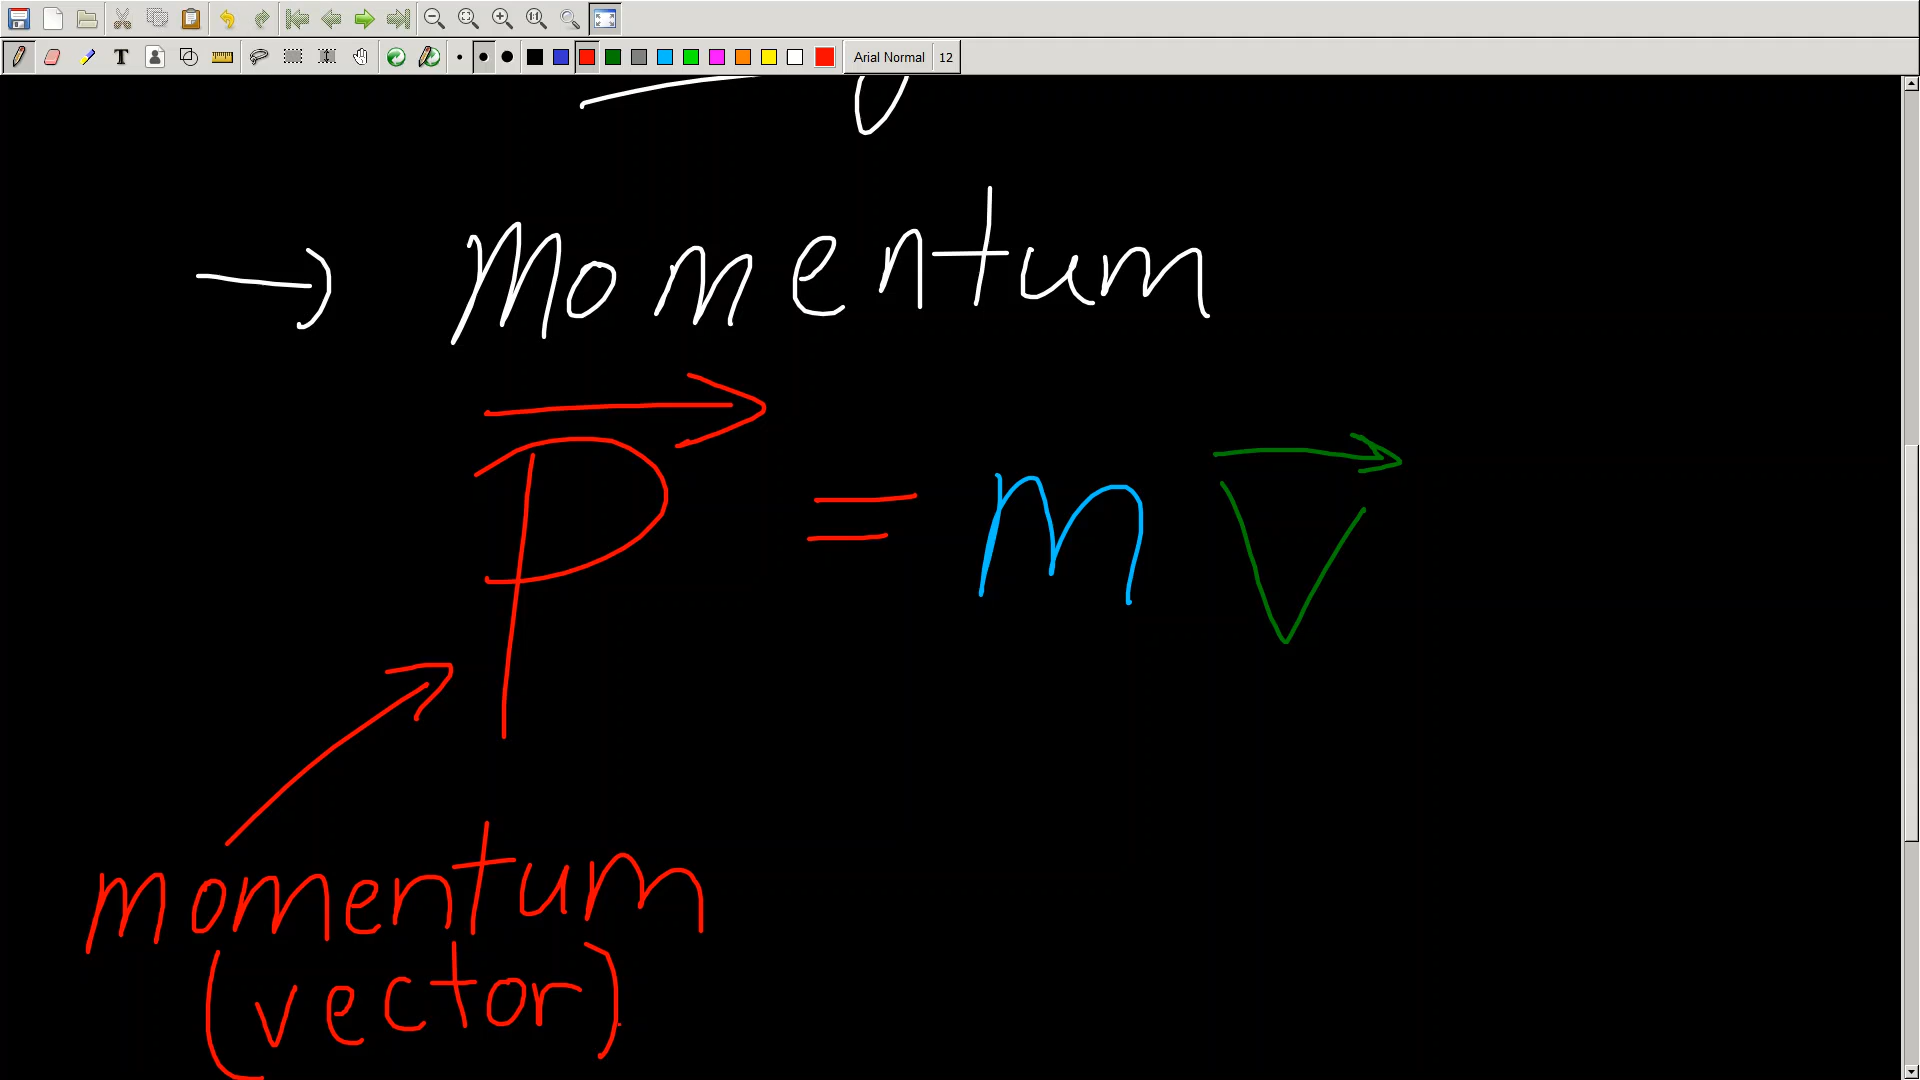 Arial Normal 12
→ Momentum
P⃗ = m v⃗
momentum
(vector)